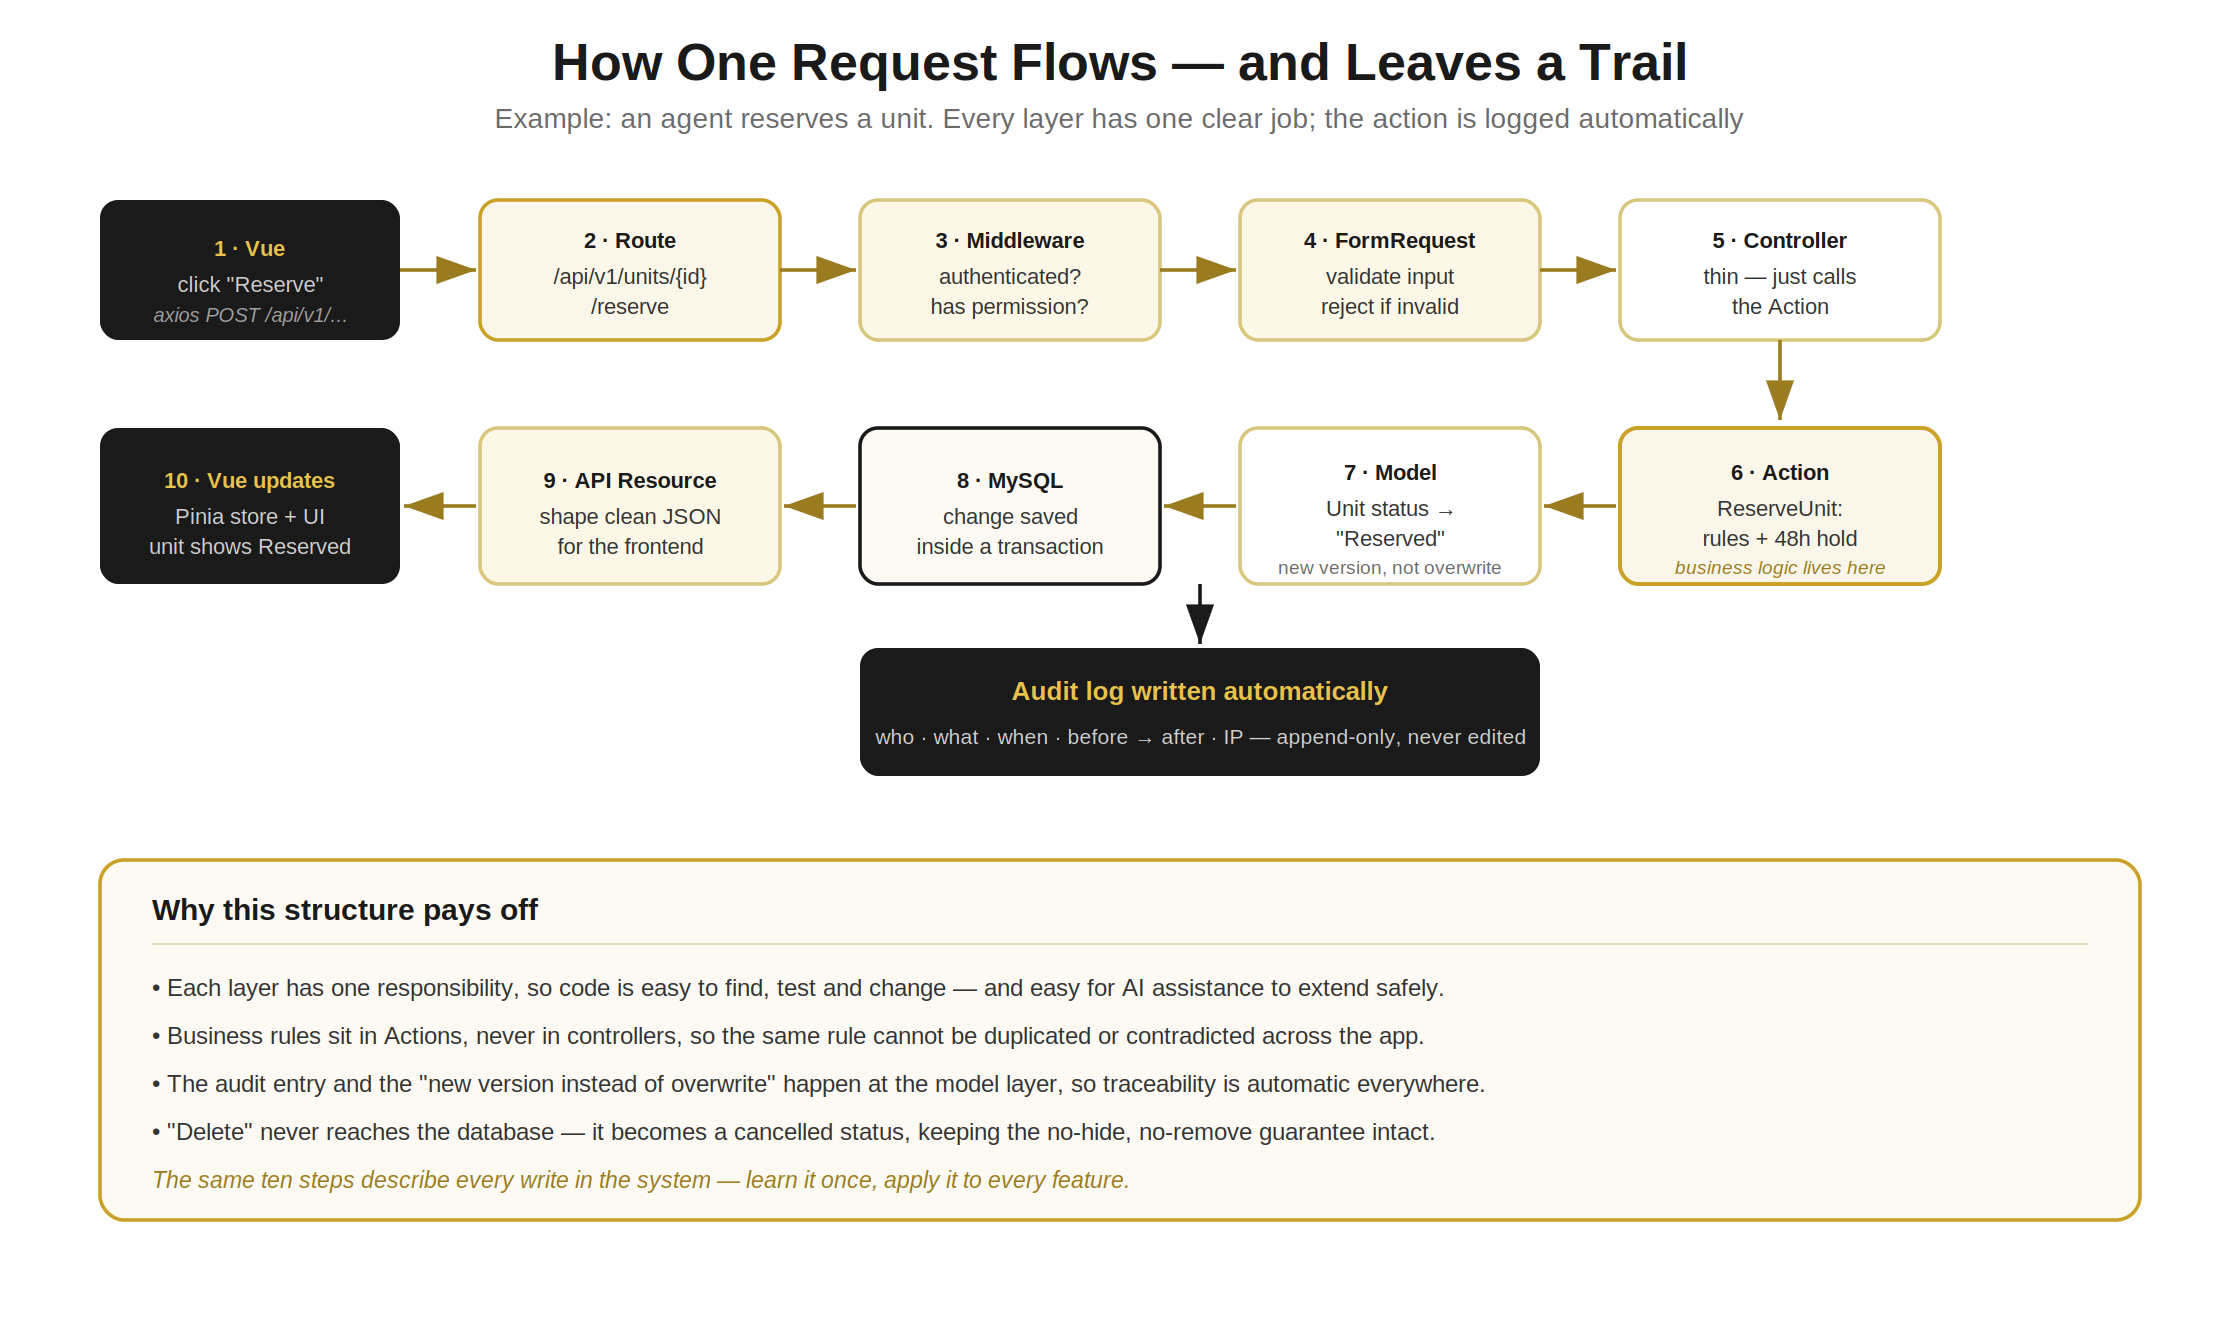 How One Request Flows — and Leaves a Trail
Example: an agent reserves a unit. Every layer has one clear job; the action is logged automatically
1 · Vue
click "Reserve"
axios POST /api/v1/…
2 · Route
/api/v1/units/{id}
/reserve
3 · Middleware
authenticated?
has permission?
4 · FormRequest
validate input
reject if invalid
5 · Controller
thin — just calls
the Action
6 · Action
ReserveUnit:
rules + 48h hold
business logic lives here
7 · Model
Unit status →
"Reserved"
new version, not overwrite
8 · MySQL
change saved
inside a transaction
9 · API Resource
shape clean JSON
for the frontend
10 · Vue updates
Pinia store + UI
unit shows Reserved
Audit log written automatically
who · what · when · before → after · IP — append-only, never edited
Why this structure pays off
• Each layer has one responsibility, so code is easy to find, test and change — and easy for AI assistance to extend safely.
• Business rules sit in Actions, never in controllers, so the same rule cannot be duplicated or contradicted across the app.
• The audit entry and the "new version instead of overwrite" happen at the model layer, so traceability is automatic everywhere.
• "Delete" never reaches the database — it becomes a cancelled status, keeping the no-hide, no-remove guarantee intact.
The same ten steps describe every write in the system — learn it once, apply it to every feature.